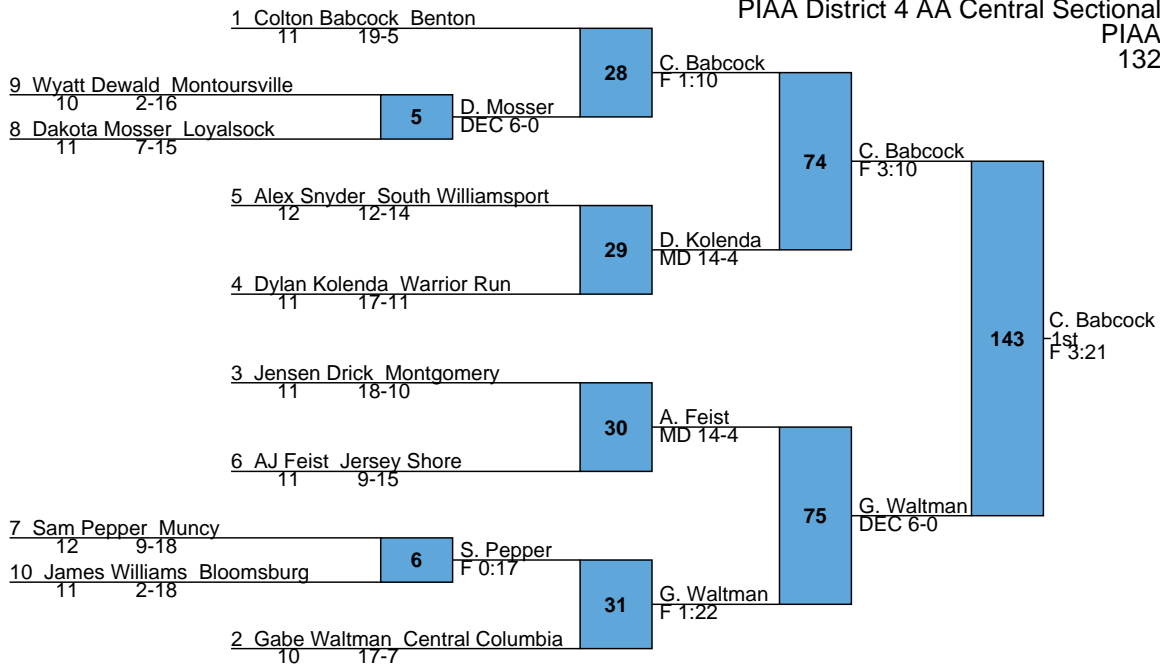 PIAA District 4 AA Central Sectional
PIAA
132
1 Colton Babcock Benton
11 19-5
28
C. Babcock
F 1:10
9 Wyatt Dewald Montoursville
10 2-16
5
D. Mosser
DEC 6-0
8 Dakota Mosser Loyalsock
11 7-15
74
C. Babcock
F 3:10
5 Alex Snyder South Williamsport
12 12-14
29
D. Kolenda
MD 14-4
4 Dylan Kolenda Warrior Run
11 17-11
143
C. Babcock
1st
F 3:21
3 Jensen Drick Montgomery
11 18-10
30
A. Feist
MD 14-4
6 AJ Feist Jersey Shore
11 9-15
75
G. Waltman
DEC 6-0
7 Sam Pepper Muncy
12 9-18
6
S. Pepper
F 0:17
10 James Williams Bloomsburg
11 2-18
31
G. Waltman
F 1:22
2 Gabe Waltman Central Columbia
10 17-7